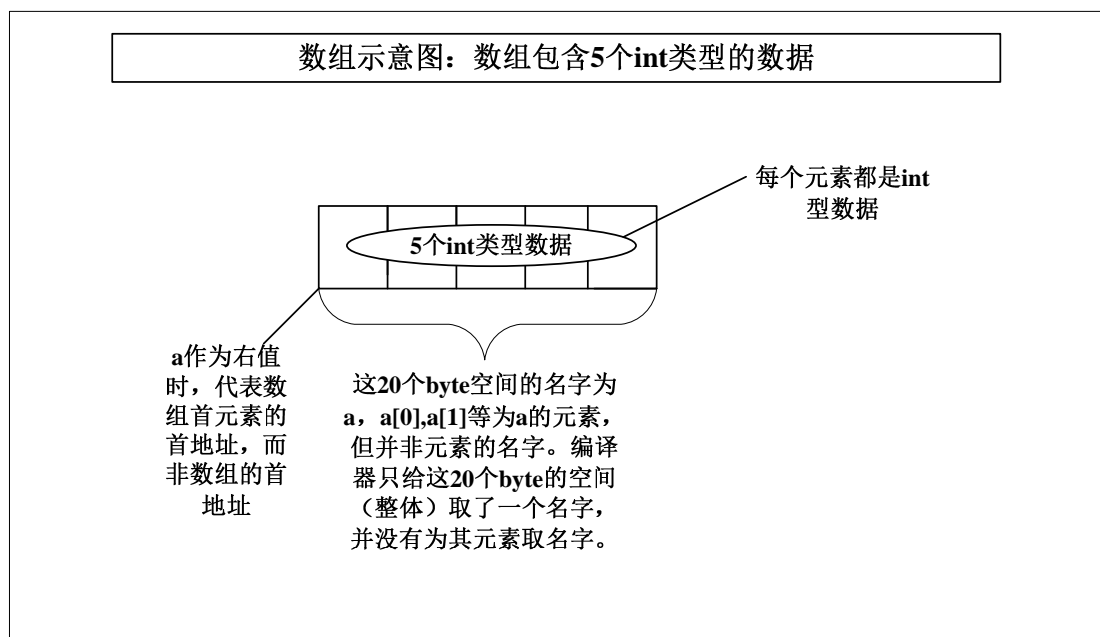 数组示意图：数组包含5个int类型的数据
每个元素都是int
型数据
5个int类型数据
a作为右值
时，代表数
组首元素的
首地址，而
非数组的首
地址
这20个byte空间的名字为
a，a[0],a[1]等为a的元素，
但并非元素的名字。编译
器只给这20个byte的空间
（整体）取了一个名字，
并没有为其元素取名字。